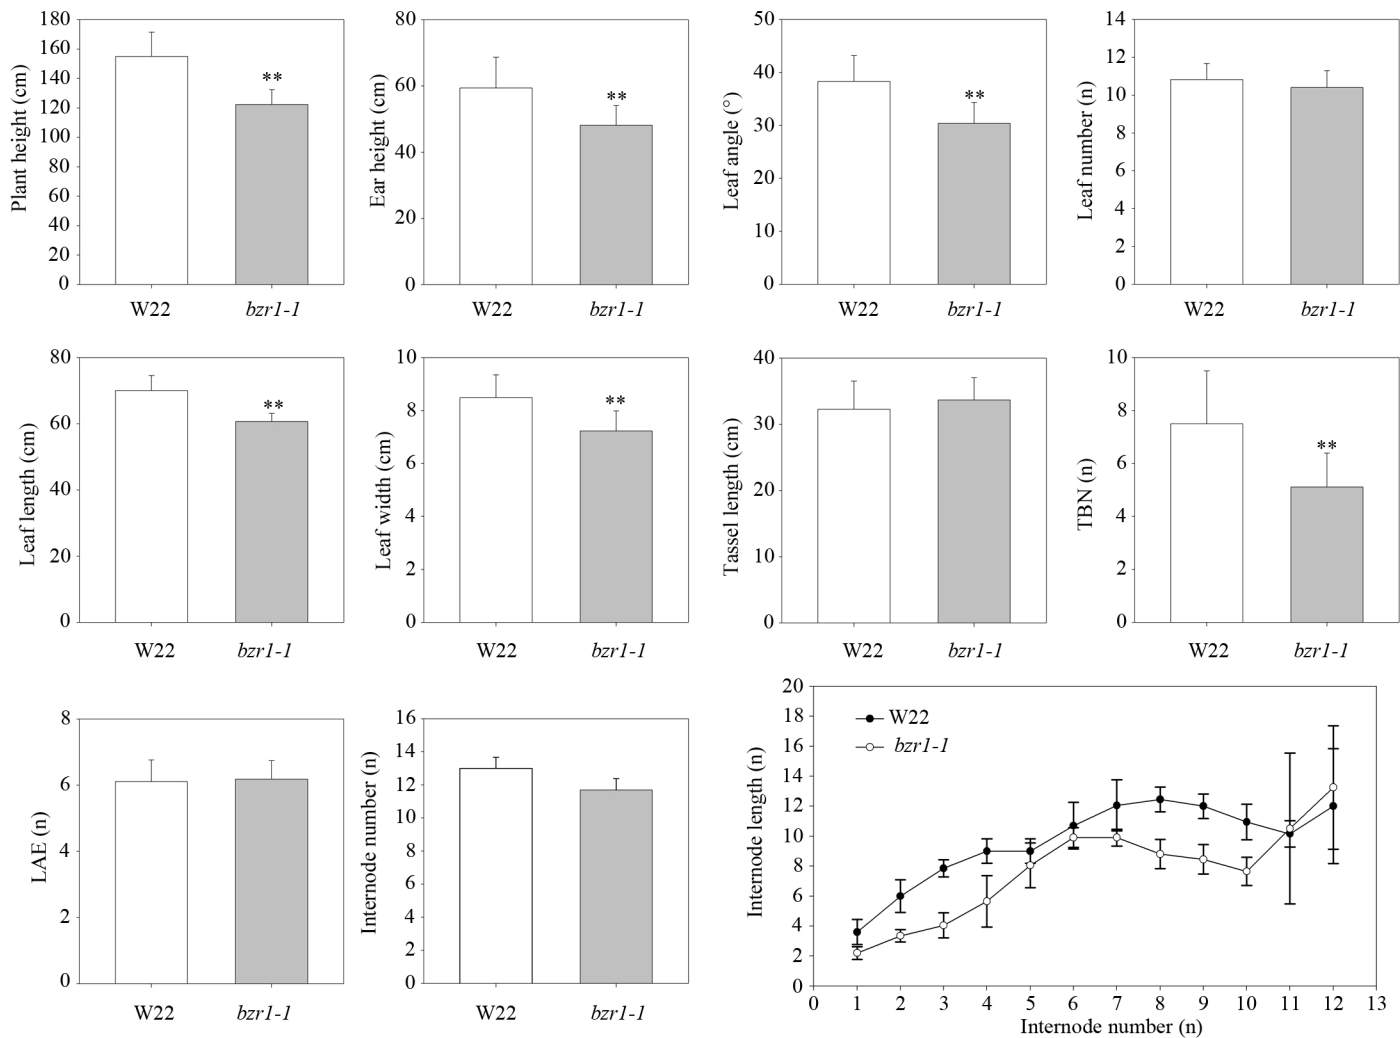 Plant height (cm)
180
160
140
120
100
80
60
40
20
0
**
W22
bzr1-1
Ear height (cm)
80
60
40
20
0
**
W22
bzr1-1
Leaf angle (°)
50
40
30
20
10
0
**
W22
bzr1-1
Leaf number (n)
14
12
10
8
6
4
2
0
W22
bzr1-1
Leaf length (cm)
80
60
40
20
0
**
W22
bzr1-1
Leaf width (cm)
10
8
6
4
2
0
**
W22
bzr1-1
Tassel length (cm)
40
30
20
10
0
W22
bzr1-1
TBN (n)
10
8
6
4
2
0
**
W22
bzr1-1
LAE (n)
8
6
4
2
0
W22
bzr1-1
Internode number (n)
16
14
12
10
8
6
4
2
0
W22
bzr1-1
Internode length (n)
20
18
16
14
12
10
8
6
4
2
0
W22
bzr1-1
0 1 2 3 4 5 6 7 8 9 10 11 12 13
Internode number (n)